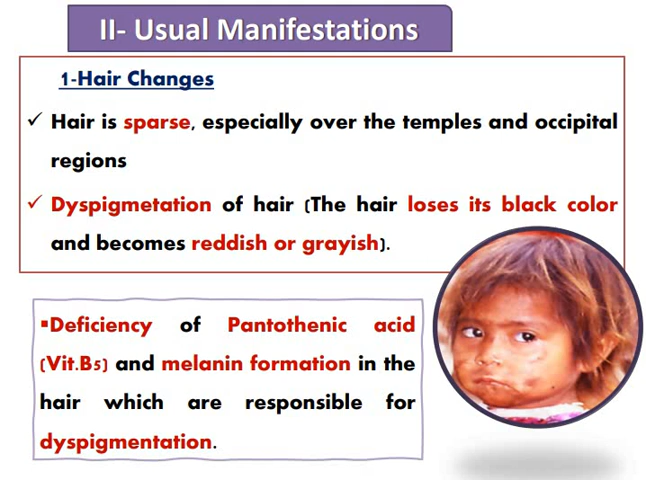 II- Usual Manifestations
1-Hair Changes
✓ Hair is sparse, especially over the temples and occipital
regions
✓ Dyspigmetation of hair (The hair loses its black color
and becomes reddish or grayish).
▪Deficiency of Pantothenic acid
(Vit.B5) and melanin formation in the
hair which are responsible for
dyspigmentation.